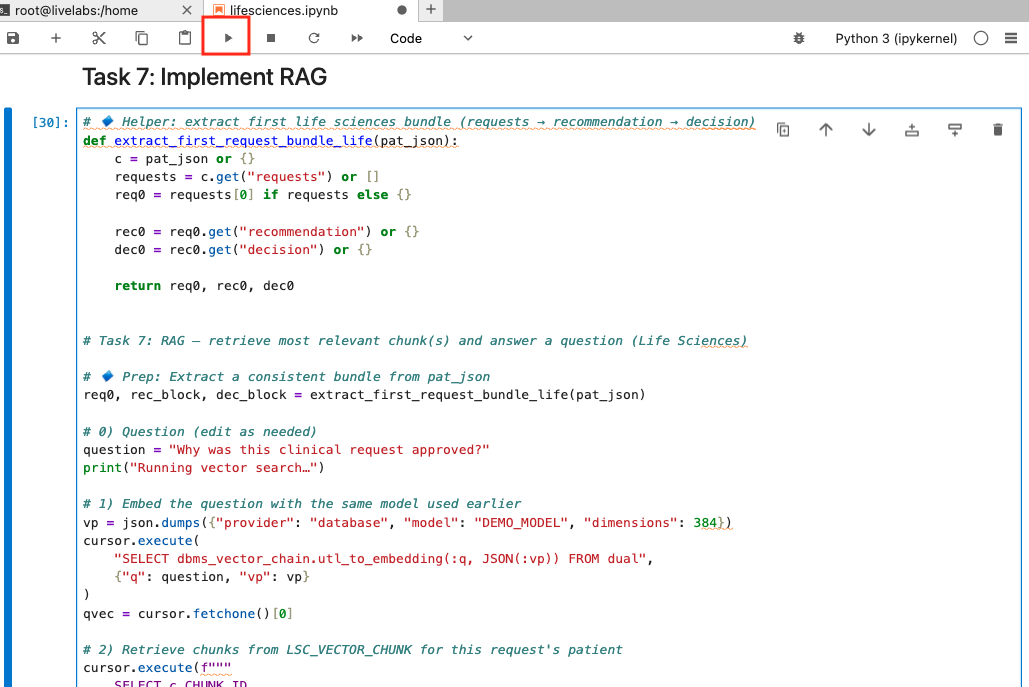 root@livelabs:/home
lifesciences.ipynb
Code
Python 3 (ipykernel)
Task 7: Implement RAG
[30]:
# 🔷 Helper: extract first life sciences bundle (requests → recommendation → decision)
def extract_first_request_bundle_life(pat_json):
    c = pat_json or {}
    requests = c.get("requests") or []
    req0 = requests[0] if requests else {}
    rec0 = req0.get("recommendation") or {}
    dec0 = rec0.get("decision") or {}
    return req0, rec0, dec0
# Task 7: RAG — retrieve most relevant chunk(s) and answer a question (Life Sciences)
# 🔷 Prep: Extract a consistent bundle from pat_json
req0, rec_block, dec_block = extract_first_request_bundle_life(pat_json)
# 0) Question (edit as needed)
question = "Why was this clinical request approved?"
print("Running vector search…")
# 1) Embed the question with the same model used earlier
vp = json.dumps({"provider": "database", "model": "DEMO_MODEL", "dimensions": 384})
cursor.execute(
    "SELECT dbms_vector_chain.utl_to_embedding(:q, JSON(:vp)) FROM dual",
    {"q": question, "vp": vp}
)
qvec = cursor.fetchone()[0]
# 2) Retrieve chunks from LSC_VECTOR_CHUNK for this request's patient
cursor.execute(f"""
    SELECT c.CHUNK_ID